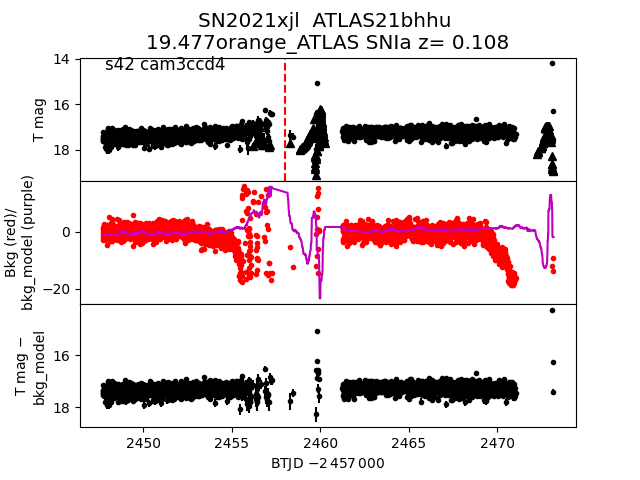 SN2021xjl  ATLAS21bhhu
19.477orange_ATLAS SNIa z= 0.108
s42 cam3ccd4
T mag
14
16
18
Bkg (red)/
bkg_model (purple)
0
−20
T mag −
bkg_model
16
18
2450 2455 2460 2465 2470
BTJD −2 457 000